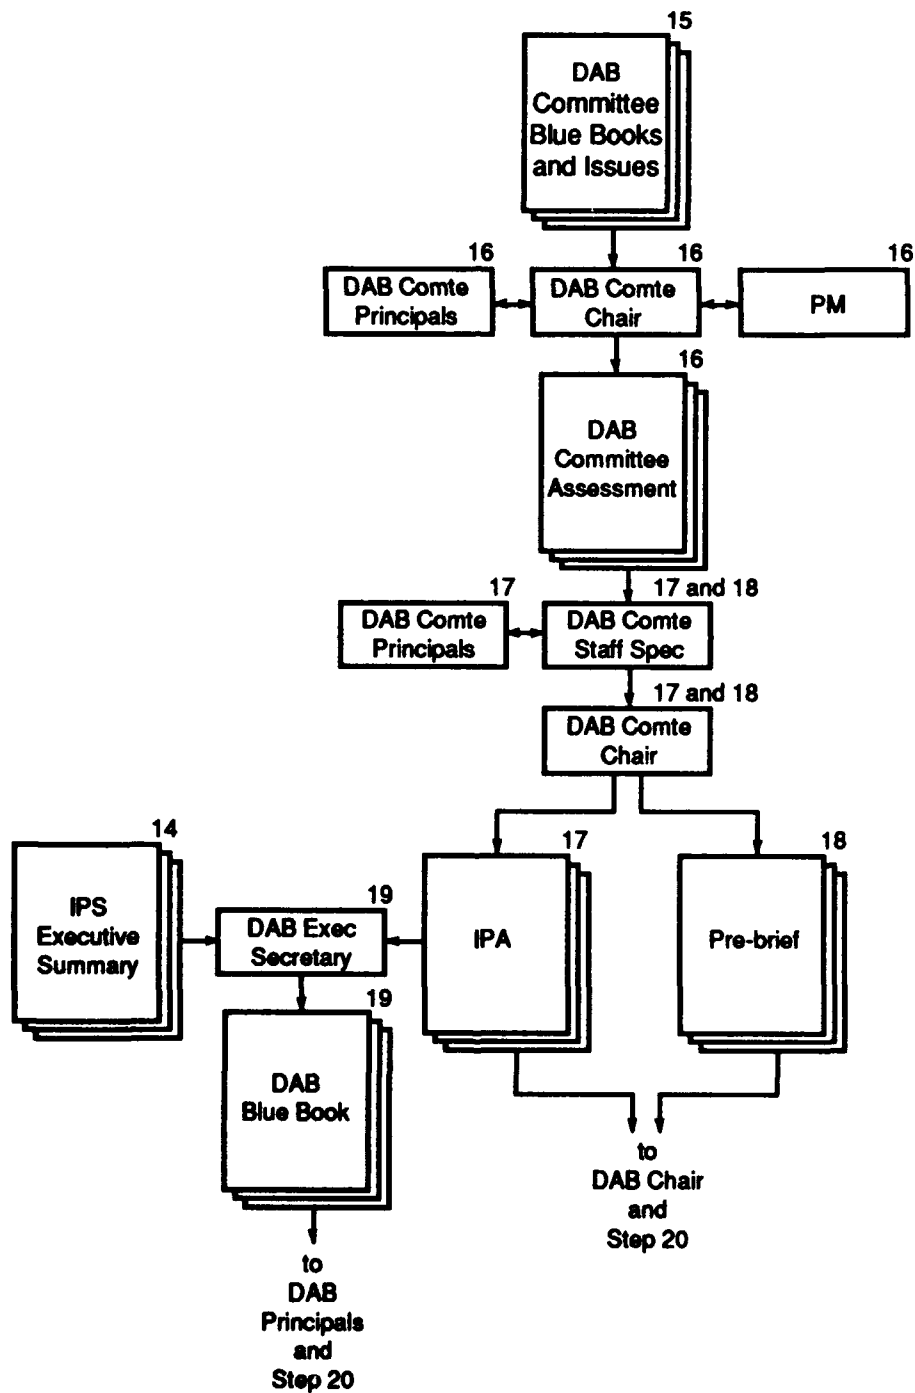 15
DAB
Committee
Blue Books
and Issues
16
DAB Comte
Principals
16
DAB Comte
Chair
16
PM
16
DAB
Committee
Assessment
17
DAB Comte
Principals
17 and 18
DAB Comte
Staff Spec
17 and 18
DAB Comte
Chair
14
IPS
Executive
Summary
19
DAB Exec
Secretary
17
IPA
18
Pre-brief
19
DAB
Blue Book
to
DAB Chair
and
Step 20
to
DAB
Principals
and
Step 20